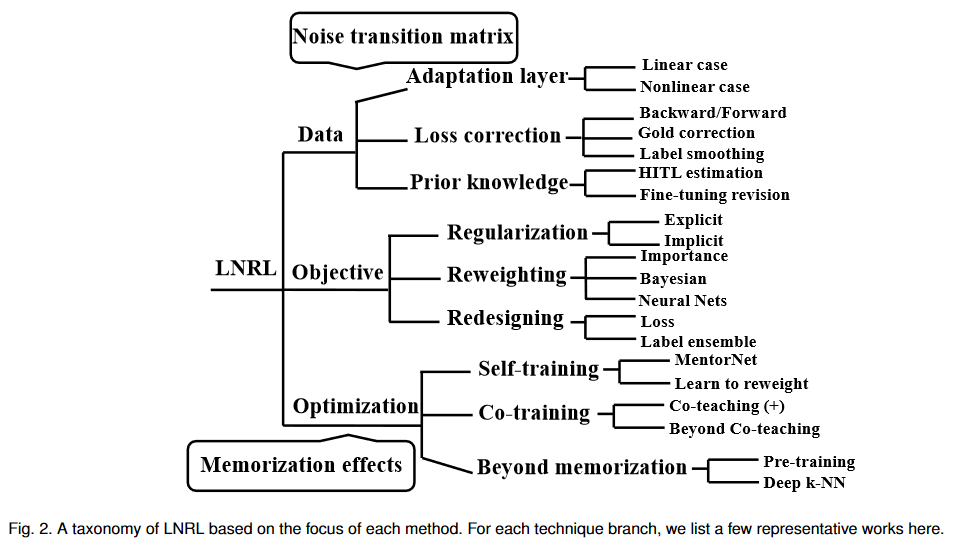 Noise transition matrix
Adaptation layer
Linear case
Nonlinear case
Data
Loss correction
Backward/Forward
Gold correction
Label smoothing
Prior knowledge
HITL estimation
Fine-tuning revision
LNRL
Objective
Regularization
Explicit
Implicit
Reweighting
Importance
Bayesian
Neural Nets
Redesigning
Loss
Label ensemble
Optimization
Memorization effects
Self-training
MentorNet
Learn to reweight
Co-training
Co-teaching (+)
Beyond Co-teaching
Beyond memorization
Pre-training
Deep k-NN
Fig. 2. A taxonomy of LNRL based on the focus of each method. For each technique branch, we list a few representative works here.